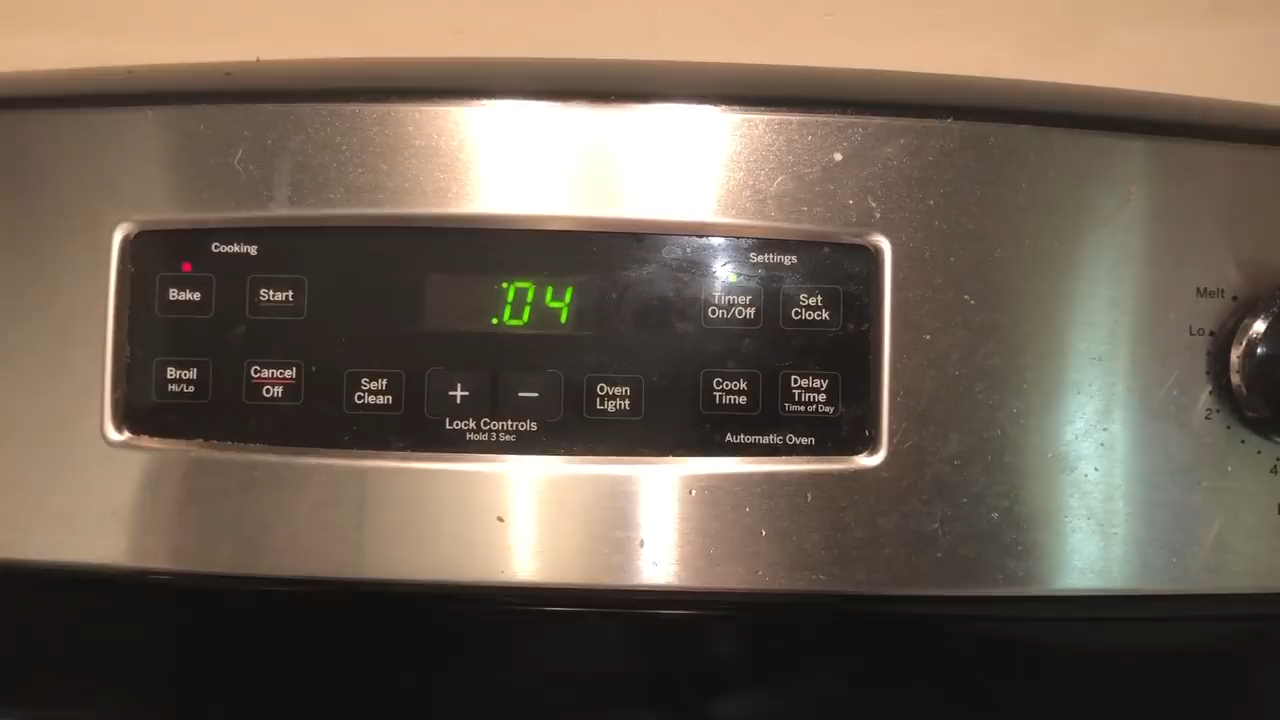 Cooking
Settings
Bake
Start
:04
Timer
On/Off
Set
Clock
Broil
Hi/Lo
Cancel
Off
Self
Clean
+
−
Oven
Light
Cook
Time
Delay
Time
Time of Day
Lock Controls
Hold 3 Sec
Automatic Oven
Melt
Lo
2
4